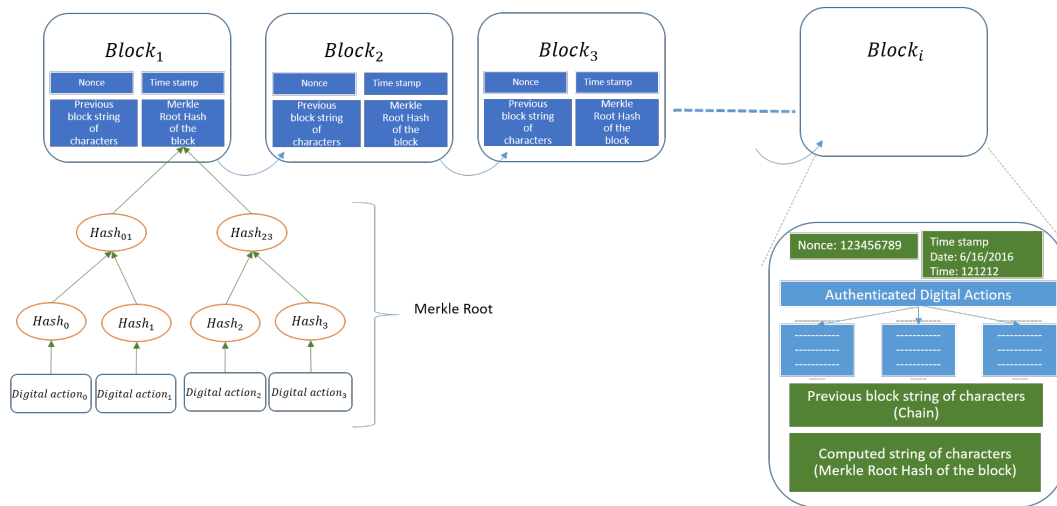 Block₁
Nonce
Time stamp
Previous
block string
of
characters
Merkle
Root Hash
of the
block
Block₂
Nonce
Time stamp
Previous
block string
of
characters
Merkle
Root Hash
of the
block
Block₃
Nonce
Time stamp
Previous
block string
of
characters
Merkle
Root Hash
of the
block
Blockᵢ
Hash₀₁
Hash₂₃
Hash₀
Hash₁
Hash₂
Hash₃
Digital action₀
Digital action₁
Digital action₂
Digital action₃
Merkle Root
Nonce: 123456789
Time stamp
Date: 6/16/2016
Time: 121212
Authenticated Digital Actions
Previous block string of characters
(Chain)
Computed string of characters
(Merkle Root Hash of the block)